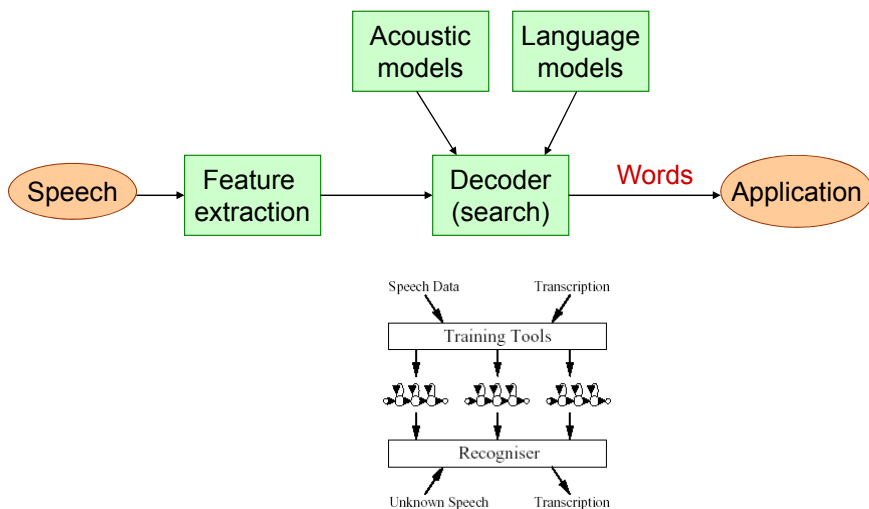 Acoustic
models
Language
models
Speech
Feature
extraction
Decoder
(search)
Words
Application
Speech Data
Transcription
Training Tools
Recogniser
Unknown Speech
Transcription